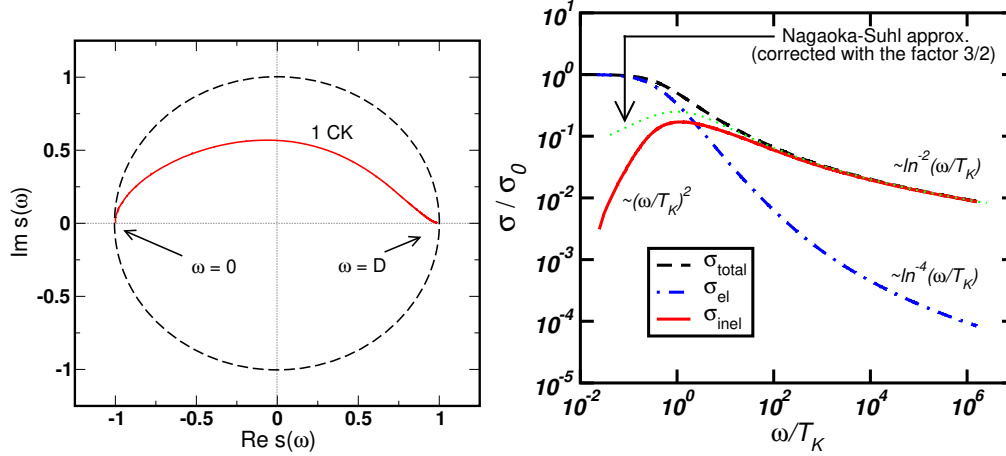 1
0.5
0
-0.5
-1
-1
-0.5
0
0.5
1
Im s(ω)
Re s(ω)
1 CK
ω = 0
ω = D
Nagaoka-Suhl approx.
(corrected with the factor 3/2)
10^0
10^-1
10^-2
10^-3
10^-4
10^-5
10^-2
10^0
10^2
10^4
10^6
σ / σ_0
ω/T_K
~(ω/T_K)^2
~ln^-2(ω/T_K)
~ln^-4(ω/T_K)
σ_total
σ_el
σ_inel